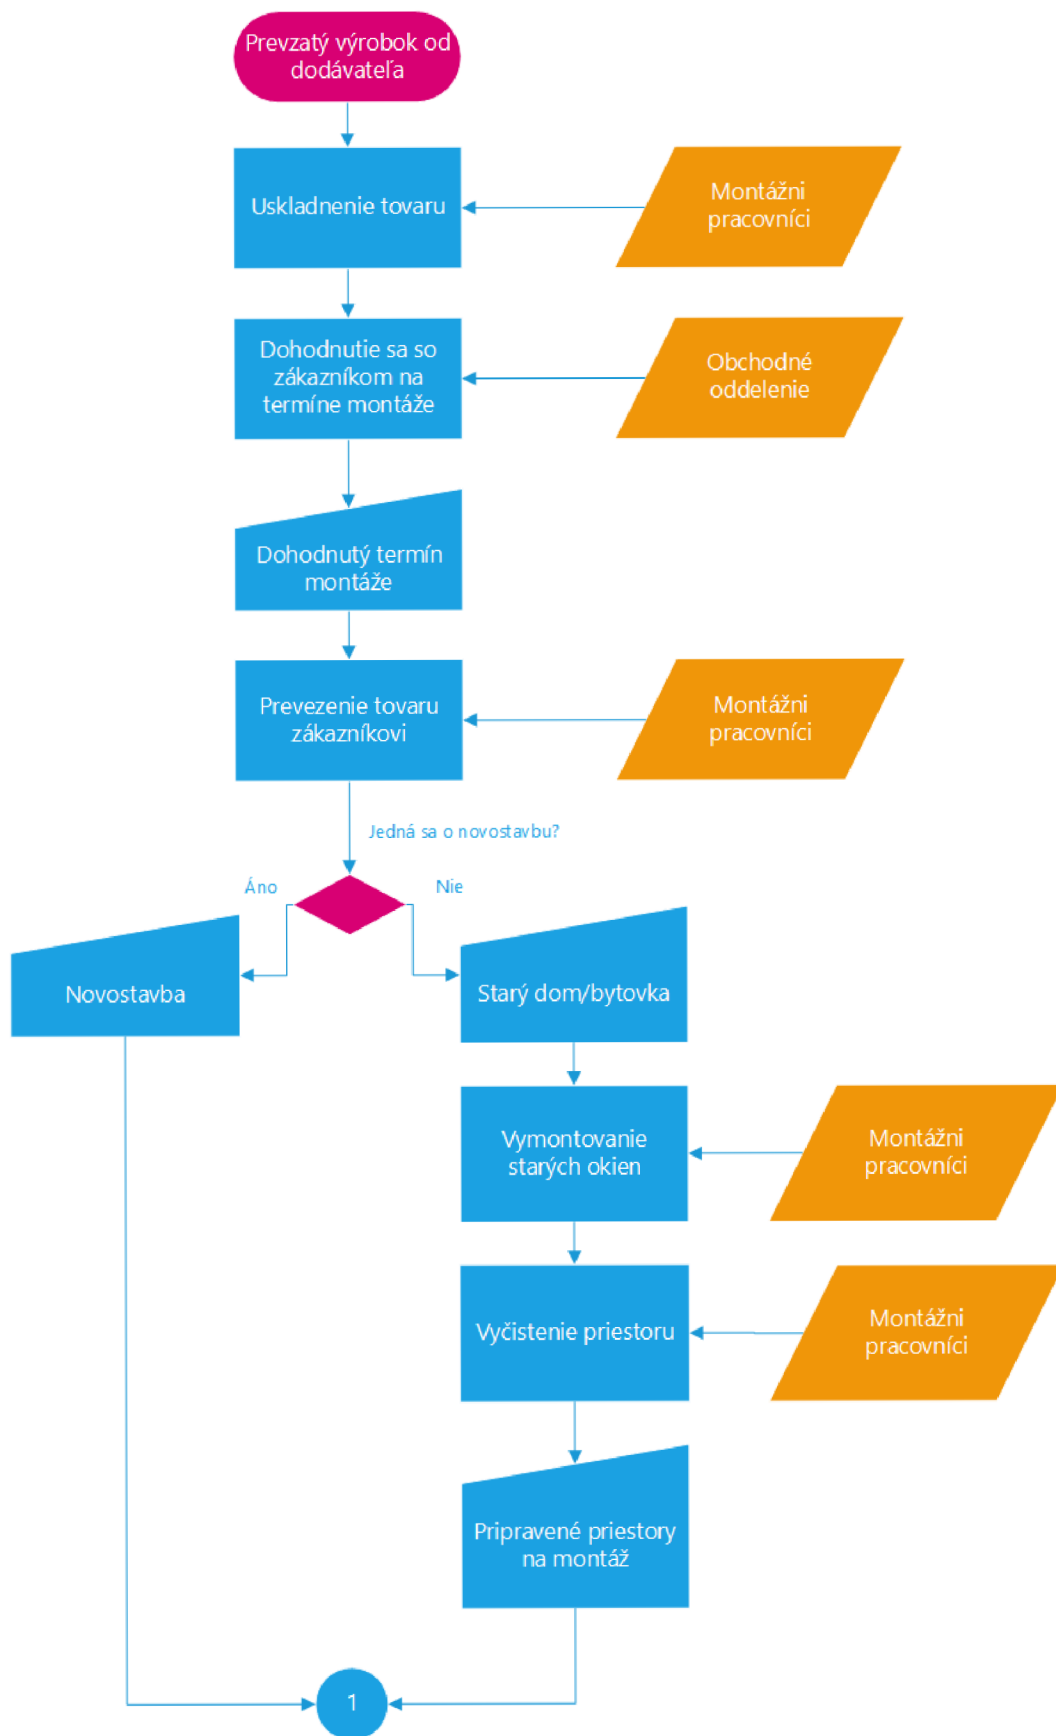 Prevzatý výrobok od
dodávateľa
Uskladnenie tovaru
Montážni
pracovníci
Dohodnutie sa so
zákazníkom na
termíne montáže
Obchodné
oddelenie
Dohodnutý termín
montáže
Prevezenie tovaru
zákazníkovi
Montážni
pracovníci
Jedná sa o novostavbu?
Áno
Nie
Novostavba
Starý dom/bytovka
Vymontovanie
starých okien
Montážni
pracovníci
Vyčistenie priestoru
Montážni
pracovníci
Pripravené priestory
na montáž
1